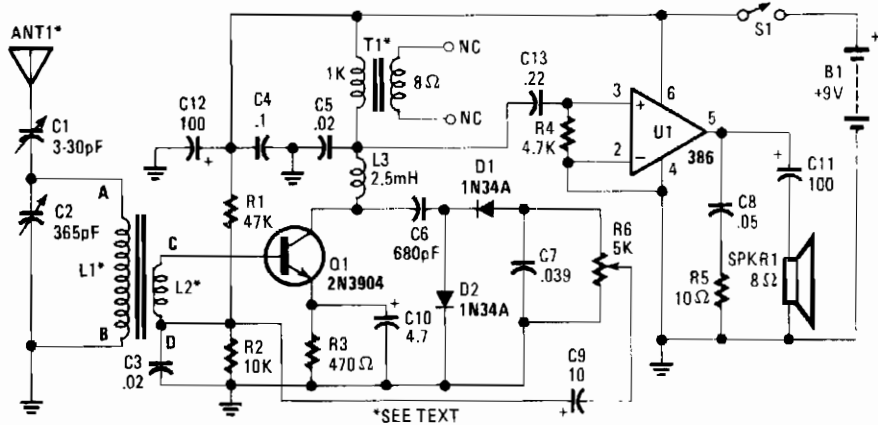 ANT1*
C1
3-30pF
A
C2
365pF
L1*
B
C
L2*
D
C3
.02
C12
100
+
C4
.1
C5
.02
1K
T1*
8Ω
NC
NC
L3
2.5mH
R1
47K
Q1
2N3904
R2
10K
R3
470Ω
+
C10
4.7
C6
680pF
D1
1N34A
D2
1N34A
C7
.039
R6
5K
C9
10
+
*SEE TEXT
C13
.22
R4
4.7K
3
+
2
−
U1
386
6
5
4
C8
.05
R5
10Ω
+
C11
100
SPKR1
8Ω
S1
+
B1
+9V